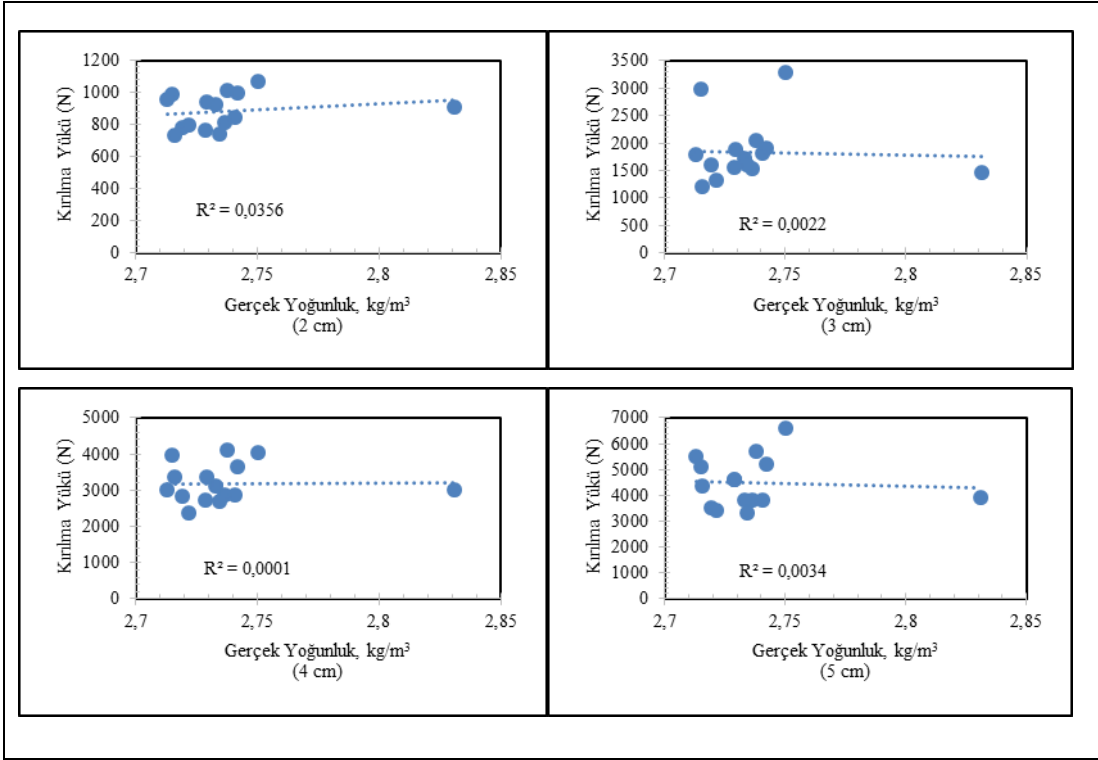 1200
1000
800
600
400
200
0
Kırılma Yükü (N)
R² = 0,0356
2,7 2,75 2,8 2,85
Gerçek Yoğunluk, kg/m³
(2 cm)
3500
3000
2500
2000
1500
1000
500
0
Kırılma Yükü (N)
R² = 0,0022
2,7 2,75 2,8 2,85
Gerçek Yoğunluk, kg/m³
(3 cm)
5000
4000
3000
2000
1000
0
Kırılma Yükü (N)
R² = 0,0001
2,7 2,75 2,8 2,85
Gerçek Yoğunluk, kg/m³
(4 cm)
7000
6000
5000
4000
3000
2000
1000
0
Kırılma Yükü (N)
R² = 0,0034
2,7 2,75 2,8 2,85
Gerçek Yoğunluk, kg/m³
(5 cm)